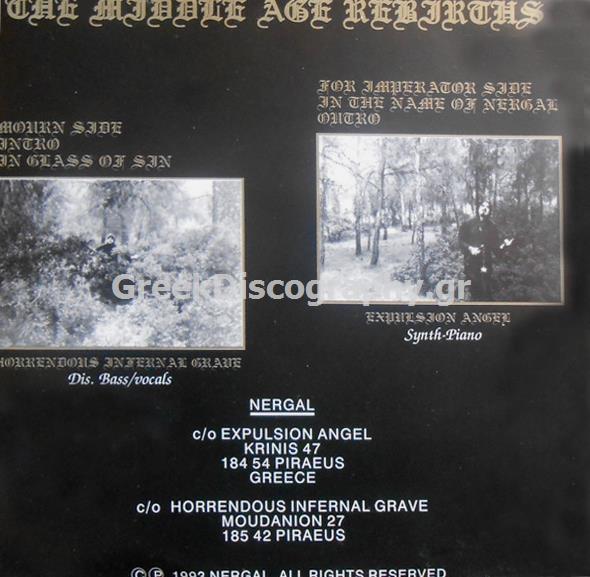 THE MIDDLE AGE REBIRTHS
MOURN SIDE
INTRO
IN GLASS OF SIN
FOR IMPERATOR SIDE
IN THE NAME OF NERGAL
OUTRO
GreekDiscography.gr
HORRENDOUS INFERNAL GRAVE
Dis. Bass/vocals
EXPULSION ANGEL
Synth-Piano
NERGAL
c/o EXPULSION ANGEL
KRINIS 47
184 54 PIRAEUS
GREECE
c/o HORRENDOUS INFERNAL GRAVE
MOUDANION 27
185 42 PIRAEUS
© ℗ 1993 NERGAL. ALL RIGHTS RESERVED